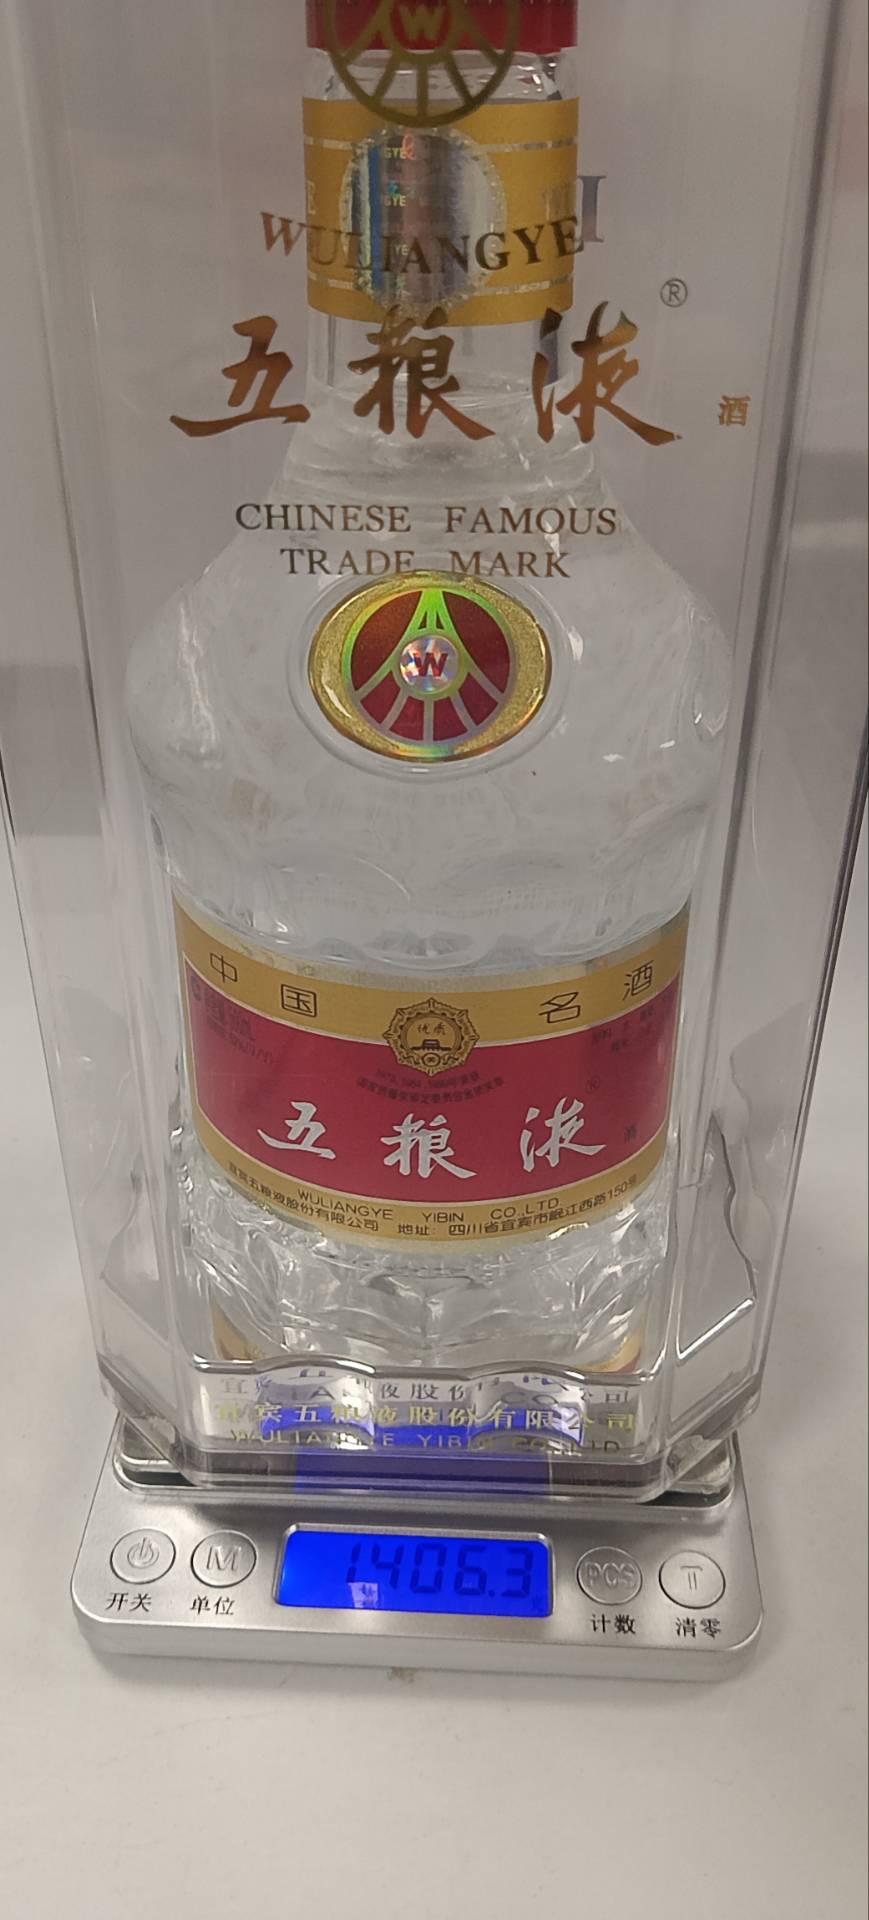 W
WULIANGYE
®
五粮液
酒
CHINESE FAMOUS
TRADE MARK
W
中国名酒
优质
五粮液
®
酒
WULIANGYE YIBIN CO.,LTD.
宜宾五粮液股份有限公司 地址: 四川省宜宾市岷江西路150号
宜宾五粮液股份有限公司
WULIANGYE YIBIN CO.,LTD
1406.3
M
PCS
T
开关
单位
计数
清零